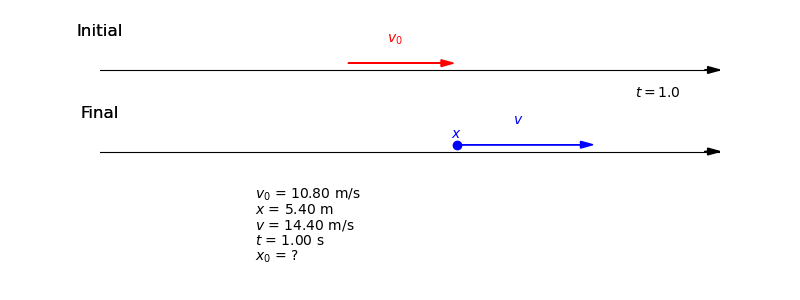 Initial
v₀
t = 1.0
Final
v
x
v₀ = 10.80 m/s
x = 5.40 m
v = 14.40 m/s
t = 1.00 s
x₀ = ?